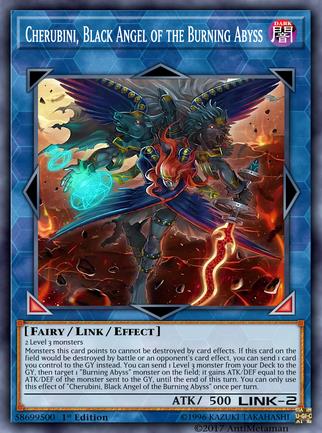 Cherubini, Black Angel of the Burning Abyss
DARK
闇
[Fairy / Link / Effect]
2 Level 3 monsters
Monsters this card points to cannot be destroyed by card effects. If this card on the
field would be destroyed by battle or an opponent's card effect, you can send 1 card
you control to the GY instead. You can send 1 Level 3 monster from your Deck to the
GY, then target 1 "Burning Abyss" monster on the field; it gains ATK/DEF equal to the
ATK/DEF of the monster sent to the GY, until the end of this turn. You can only use
this effect of "Cherubini, Black Angel of the Burning Abyss" once per turn.
ATK/ 500 LINK-2
58699500 1st Edition ©1996 KAZUKI TAKAHASHI
©2017 AntiMetaman